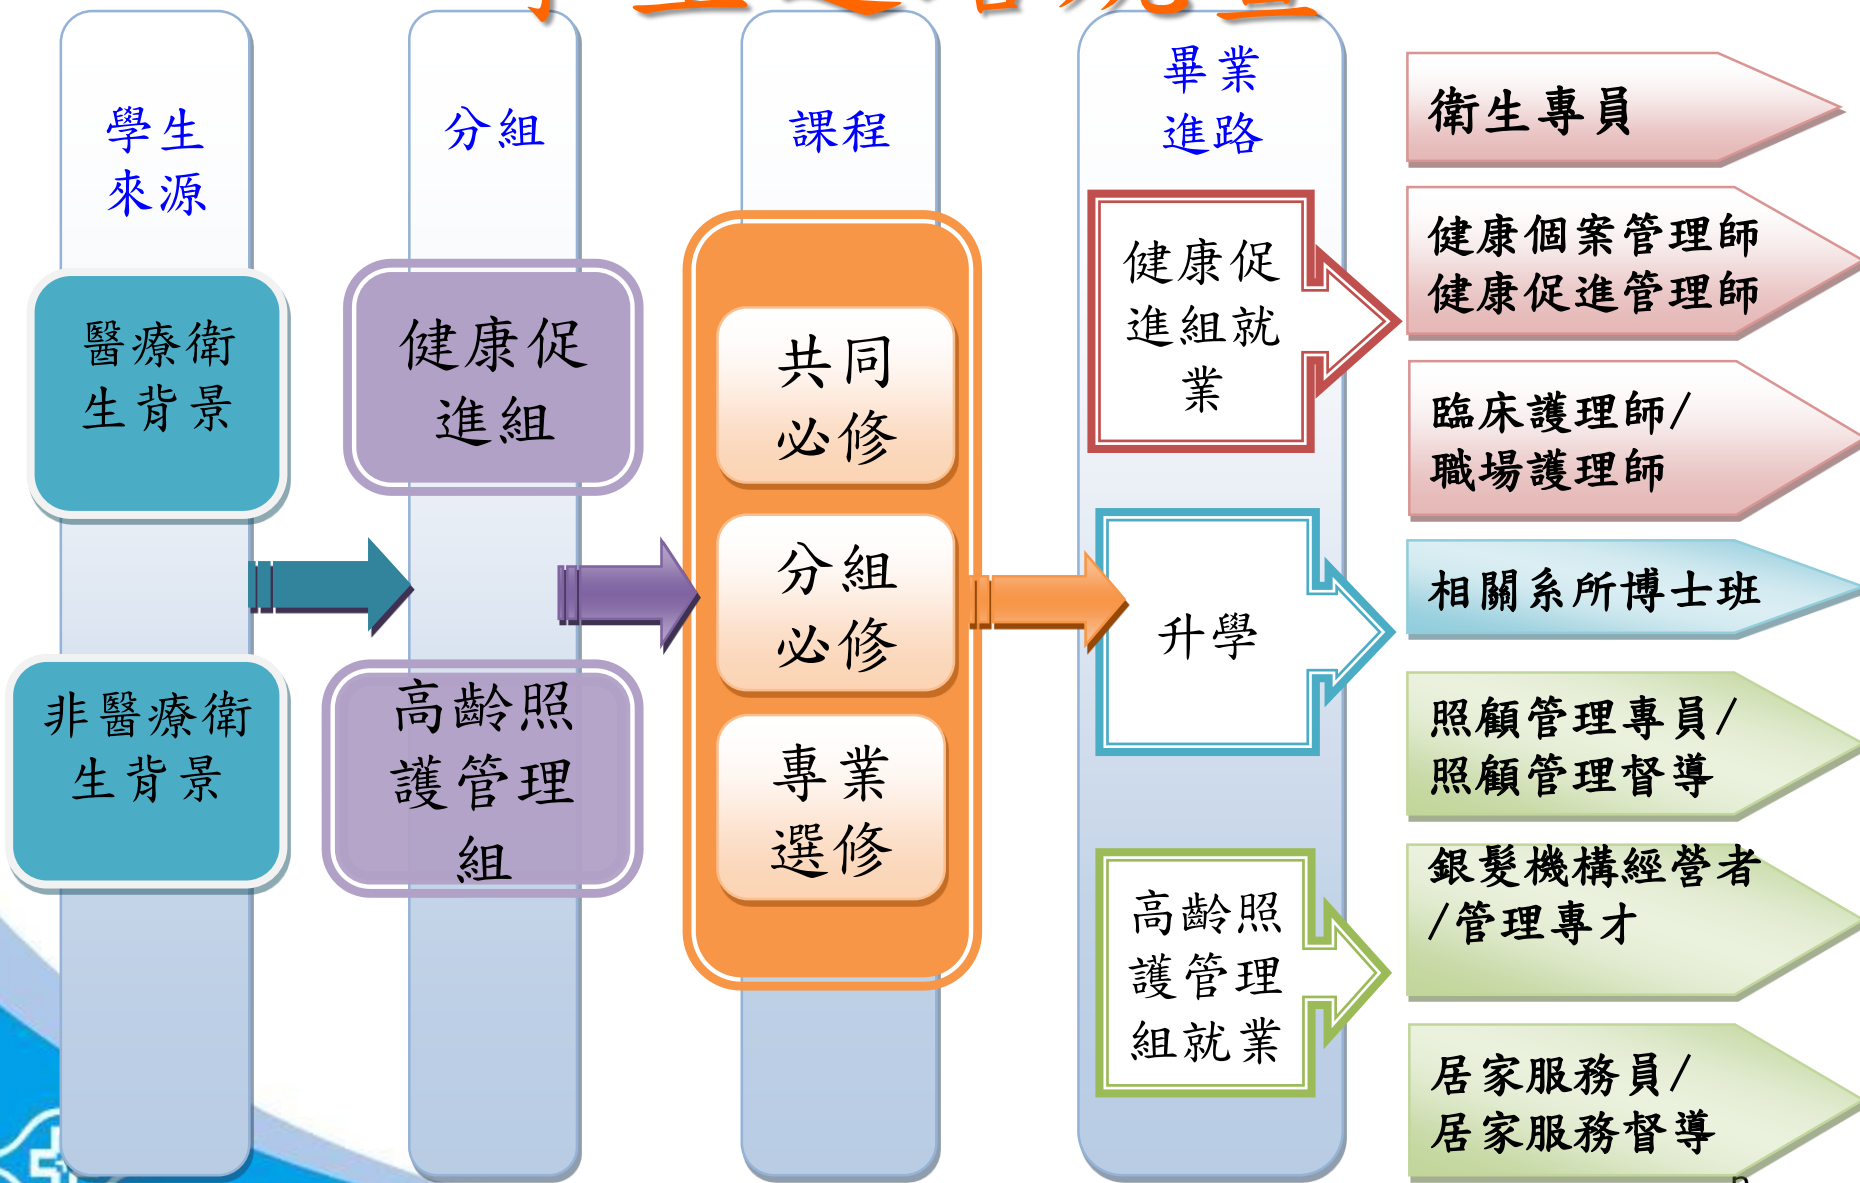 學生
來源
醫療衛
生背景
非醫療衛
生背景
分組
健康促
進組
高齡照
護管理
組
課程
共同
必修
分組
必修
專業
選修
畢業
進路
健康促
進組就
業
升學
高齡照
護管理
組就業
衛生專員
健康個案管理師
健康促進管理師
臨床護理師/
職場護理師
相關系所博士班
照顧管理專員/
照顧管理督導
銀髮機構經營者
/管理專才
居家服務員/
居家服務督導